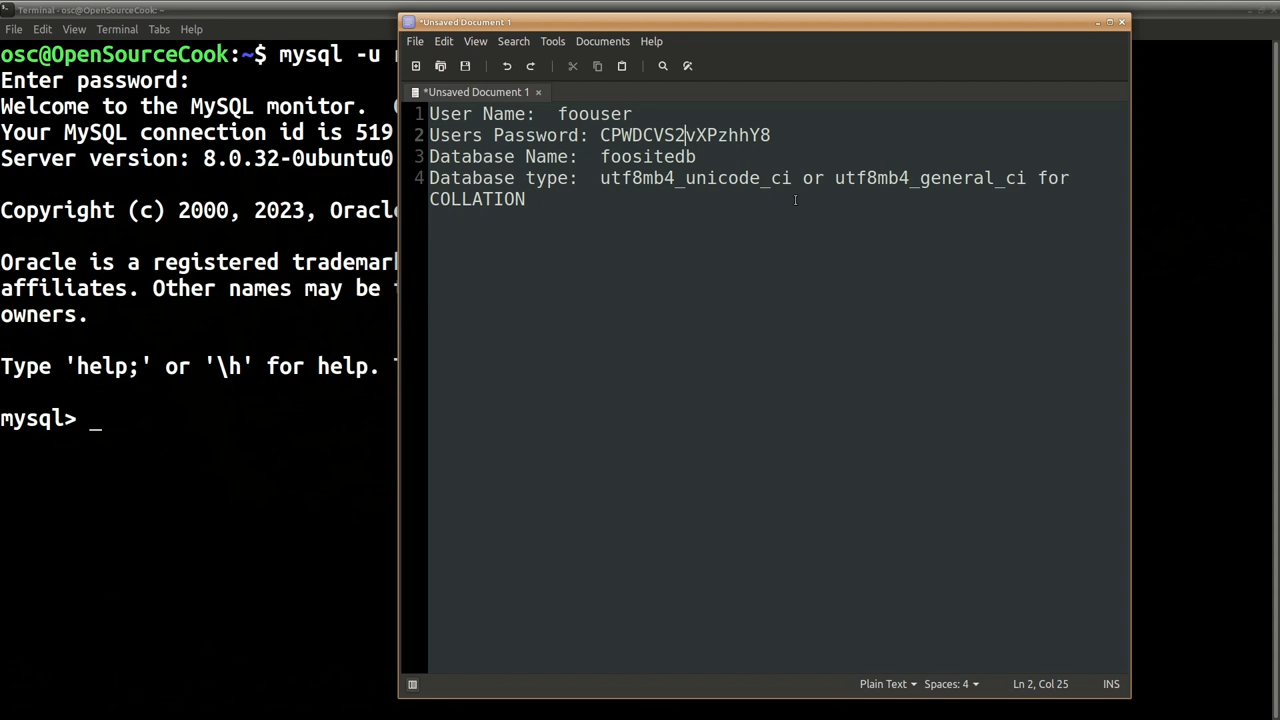 Terminal - osc@OpenSourceCook: ~
File Edit View Terminal Tabs Help
osc@OpenSourceCook:~$ mysql -u
Enter password:
Welcome to the MySQL monitor.
Your MySQL connection id is 519
Server version: 8.0.32-0ubuntu0
Copyright (c) 2000, 2023, Oracle
Oracle is a registered trademark
affiliates. Other names may be
owners.
Type 'help;' or '\h' for help.
mysql> _
*Unsaved Document 1
File Edit View Search Tools Documents Help
*Unsaved Document 1 ×
1 User Name:  foouser
2 Users Password: CPWDCVS2vXPzhhY8
3 Database Name:  foositedb
4 Database type:  utf8mb4_unicode_ci or utf8mb4_general_ci for
COLLATION
Plain Text Spaces: 4 Ln 2, Col 25 INS